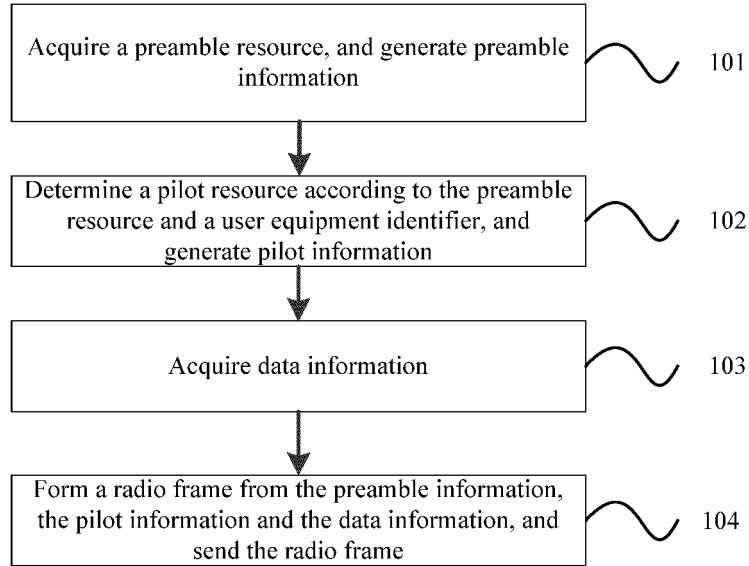 Acquire a preamble resource, and generate preamble
information
101
Determine a pilot resource according to the preamble
resource and a user equipment identifier, and
generate pilot information
102
Acquire data information
103
Form a radio frame from the preamble information,
the pilot information and the data information, and
send the radio frame
104